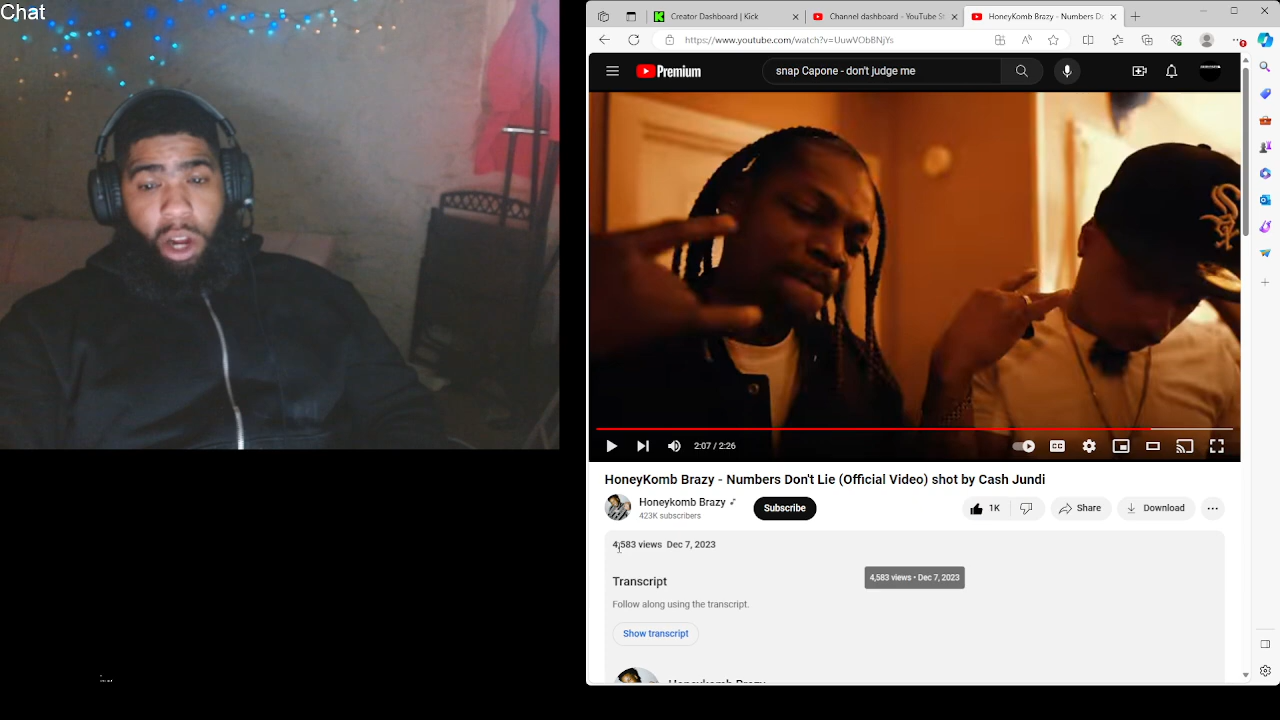 Chat
Creator Dashboard | Kick
Channel dashboard - YouTube St
HoneyKomb Brazy - Numbers Do
https://www.youtube.com/watch?v=UuwVObBNjYs
Premium
snap Capone - don't judge me
2:07 / 2:26
HoneyKomb Brazy - Numbers Don't Lie (Official Video) shot by Cash Jundi
Honeykomb Brazy
423K subscribers
Subscribe
1K
Share
Download
4,583 views Dec 7, 2023
4,583 views • Dec 7, 2023
Transcript
Follow along using the transcript.
Show transcript